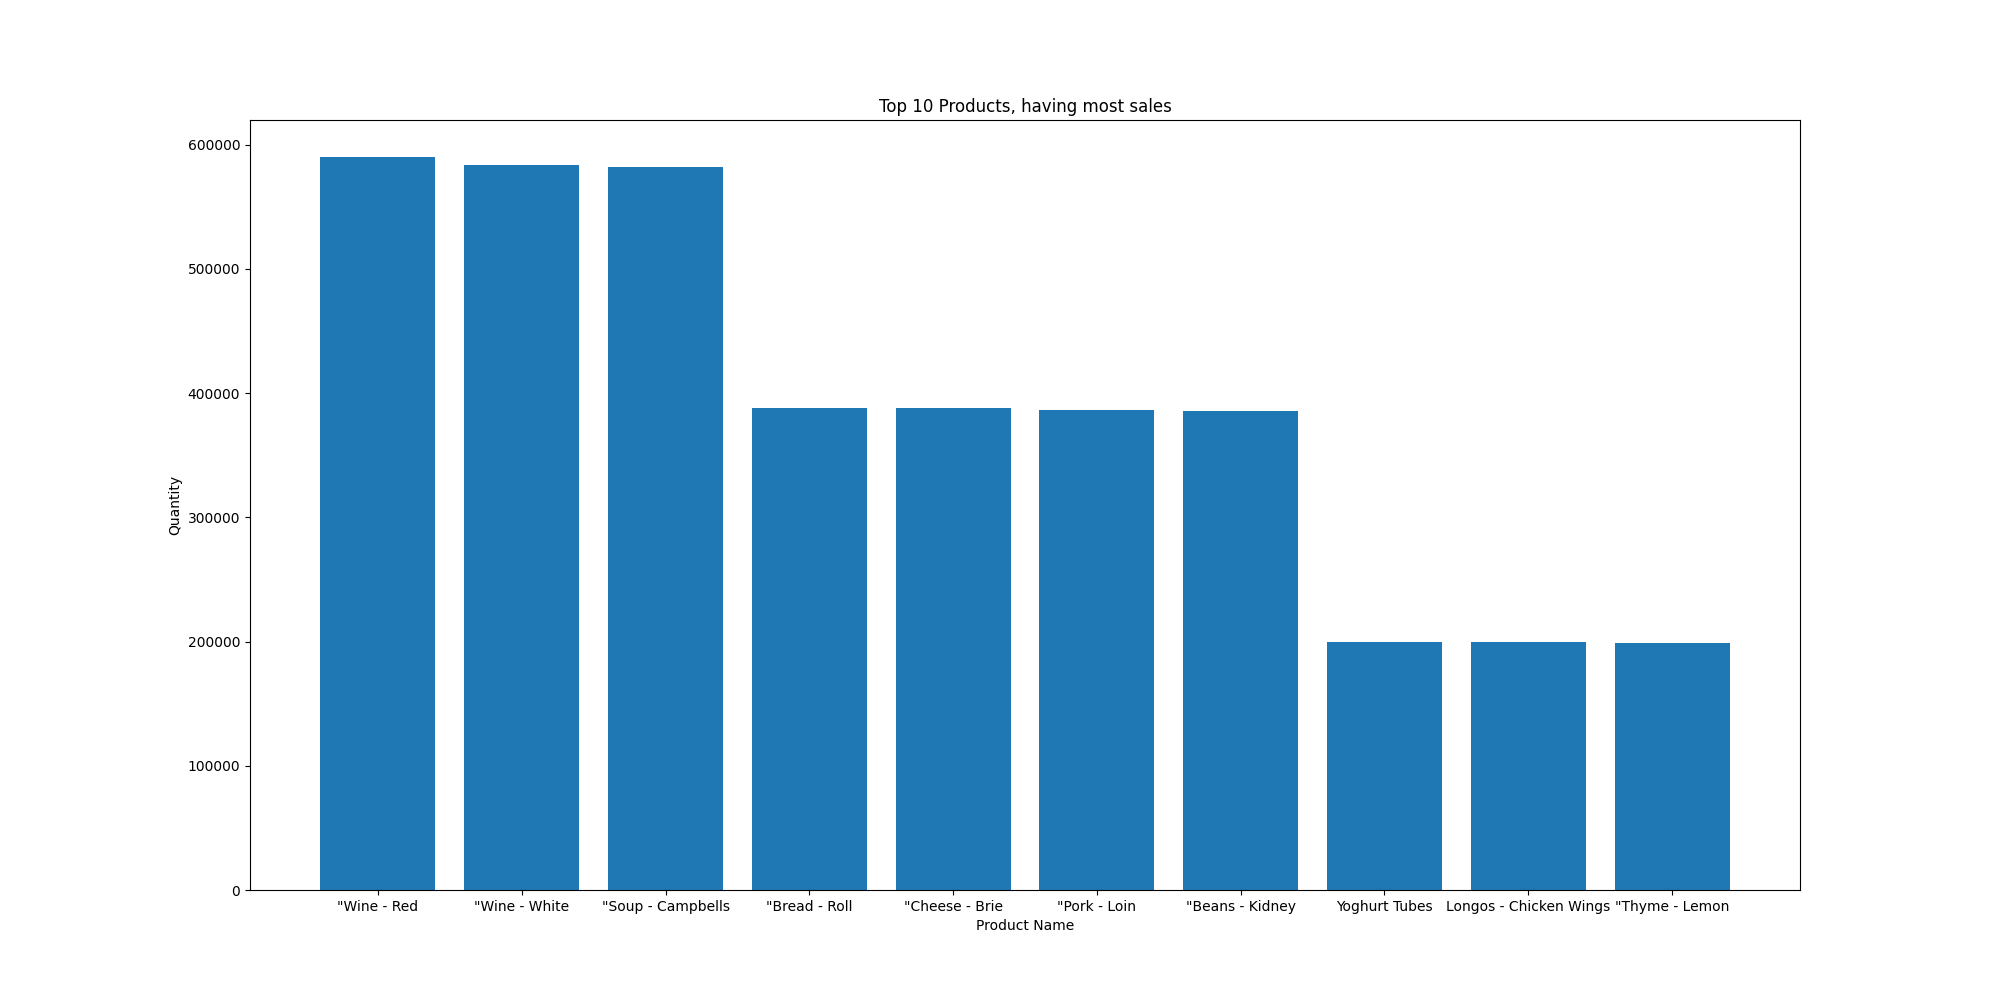 Top 10 Products, having most sales
600000
500000
400000
300000
200000
100000
0
Quantity
"Wine - Red
"Wine - White
"Soup - Campbells
"Bread - Roll
"Cheese - Brie
"Pork - Loin
"Beans - Kidney
Yoghurt Tubes
Longos - Chicken Wings
"Thyme - Lemon
Product Name